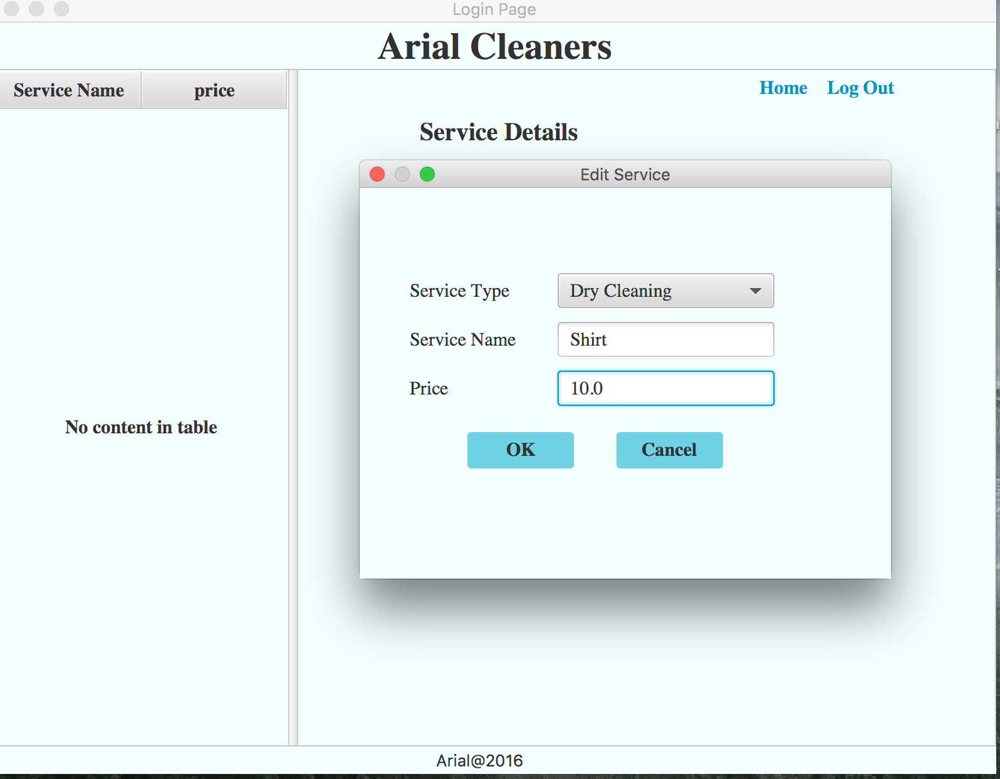 Login Page
Arial Cleaners
Service Name price
Home Log Out
Service Details
Edit Service
Service Type Dry Cleaning
Service Name Shirt
Price 10.0
OK Cancel
No content in table
Arial@2016